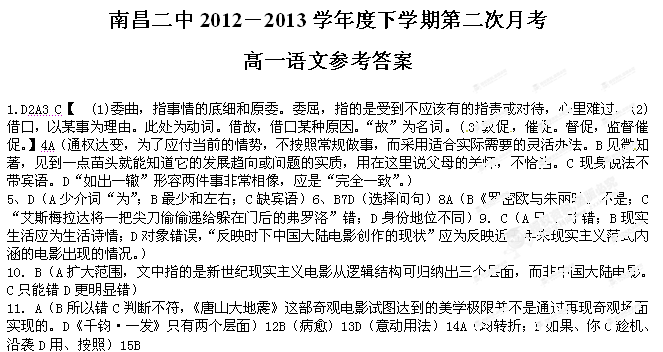 南昌二中2012－2013学年度下学期第二次月考
高一语文参考答案
1.D2A3 C【 (1)委曲，指事情的底细和原委。委屈，指的是受到不应该有的指责或对待，心里难过。(2)
借口，以某事为理由。此处为动词。借故，借口某种原因。“故”为名词。(3)敦促，催促。督促，监督催
促。】4A（通权达变，为了应付当前的情势，不按照常规做事，而采用适合实际需要的灵活办法。B见微知
著，见到一点苗头就能知道它的发展趋向或问题的实质，用在这里说父母的关怀，不恰当。C 现身说法不
带宾语。D“如出一辙”形容两件事非常相像，应是“完全一致”。）
5、D（A少介词“为”；B最少和左右；C缺宾语）6、B7D（选择问句）8A（B《罗密欧与朱丽叶》不是；C
“艾斯梅拉达将一把尖刀偷偷递给躲在门后的弗罗洛”错；D身份地位不同）9．C（A 错；B现实
生活应为生活诗情；D对象错误，“反映时下中国大陆电影创作的现状”应为反映近 年来现实主义范式内
涵的电影出现的情况。）
10．B（A扩大范围，文中指的是新世纪现实主义电影从逻辑结构可归纳出三个层面，而非中国大陆电影。
C只能错D更明显错）
11．A（B所以错C判断不符，《唐山大地震》这部奇观电影试图达到的美学极限并不是通过再现奇观场面
实现的。D《千钧·一发》只有两个层面）12B（病愈）13D（意动用法）14A（均转折；B如果、你C趁机、
沿袭D用、按照）15B